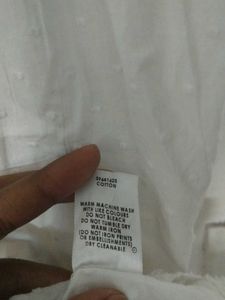 COTTON
WARM MACHINE WASH
WITH LIKE COLOURS
DO NOT BLEACH
DO NOT TUMBLE DRY
WARM IRON
(DO NOT IRON PRINTS
OR EMBELLISHMENTS)
DRY CLEANABLE